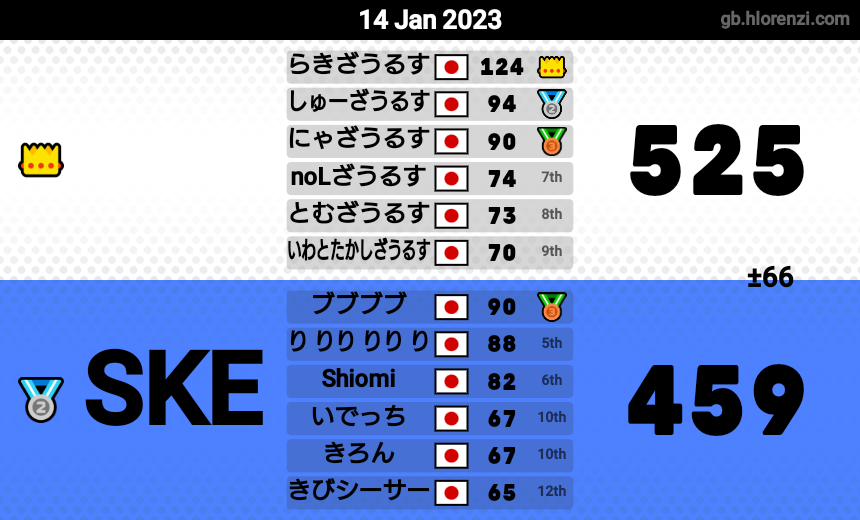 14 Jan 2023
gb.hlorenzi.com
らきざうるす 124
しゅーざうるす 94 2
にゃざうるす 90 3
noLざうるす 74 7th
とむざうるす 73 8th
いわとたかしざうるす 70 9th
525
±66
2 SKE
ブブブブ 90 3
り りり りり り 88 5th
Shiomi 82 6th
いでっち 67 10th
きろん 67 10th
きびシーサー 65 12th
459